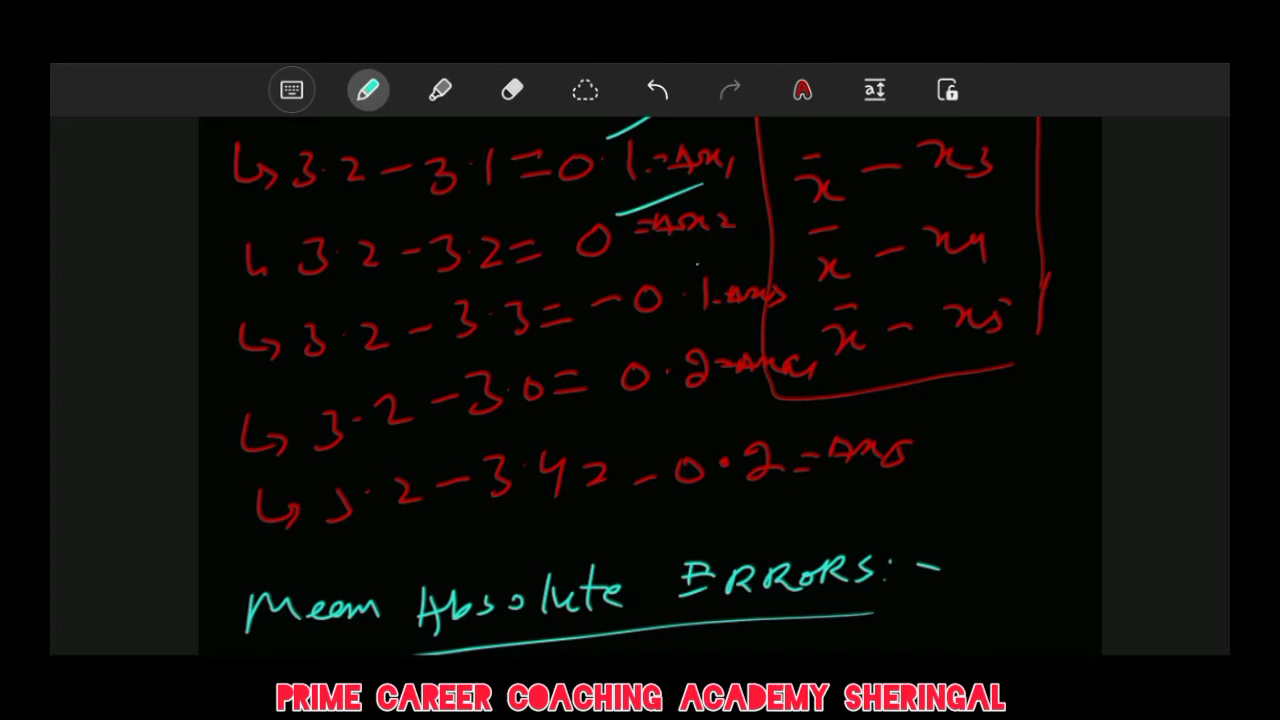 ↳ 3.2 - 3.1 = 0.1 = Δx1
↳ 3.2 - 3.2 = 0 = Δx2
↳ 3.2 - 3.3 = -0.1 = Δx3
↳ 3.2 - 3.0 = 0.2 = Δx4
↳ 3.2 - 3.4 = -0.2 = Δx5
x̄ - x3
x̄ - x4
x̄ - x5
Mean Absolute ERRORS:-
PRIME CAREER COACHING ACADEMY SHERINGAL